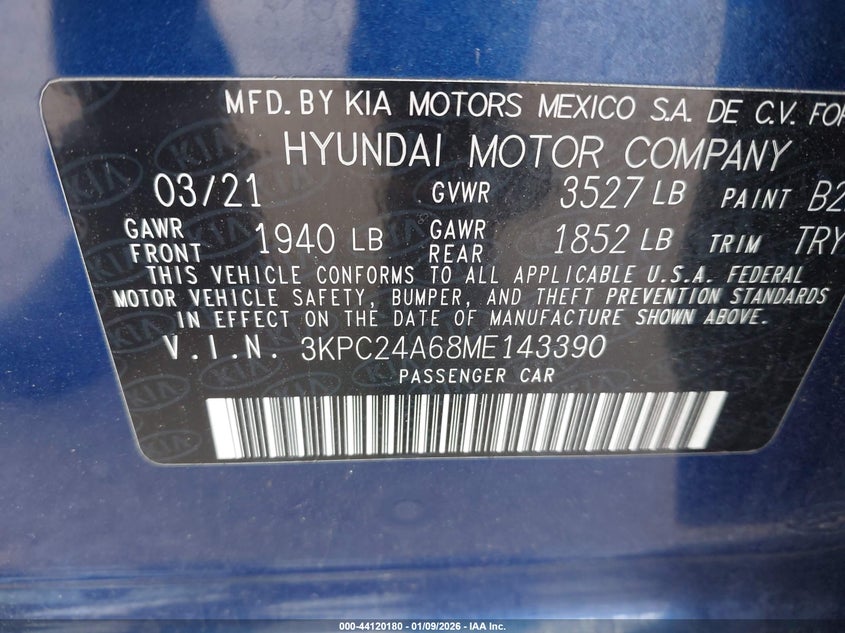 MFD. BY KIA MOTORS MEXICO S.A. DE C.V. FOR
HYUNDAI MOTOR COMPANY
03/21 GVWR 3527 LB PAINT B2
GAWR FRONT 1940 LB GAWR REAR 1852 LB TRIM TRY
THIS VEHICLE CONFORMS TO ALL APPLICABLE U.S.A. FEDERAL
MOTOR VEHICLE SAFETY, BUMPER, AND THEFT PREVENTION STANDARDS
IN EFFECT ON THE DATE OF MANUFACTURE SHOWN ABOVE.
V.I.N. 3KPC24A68ME143390
PASSENGER CAR
000-44120180 - 01/09/2026 - IAA Inc.